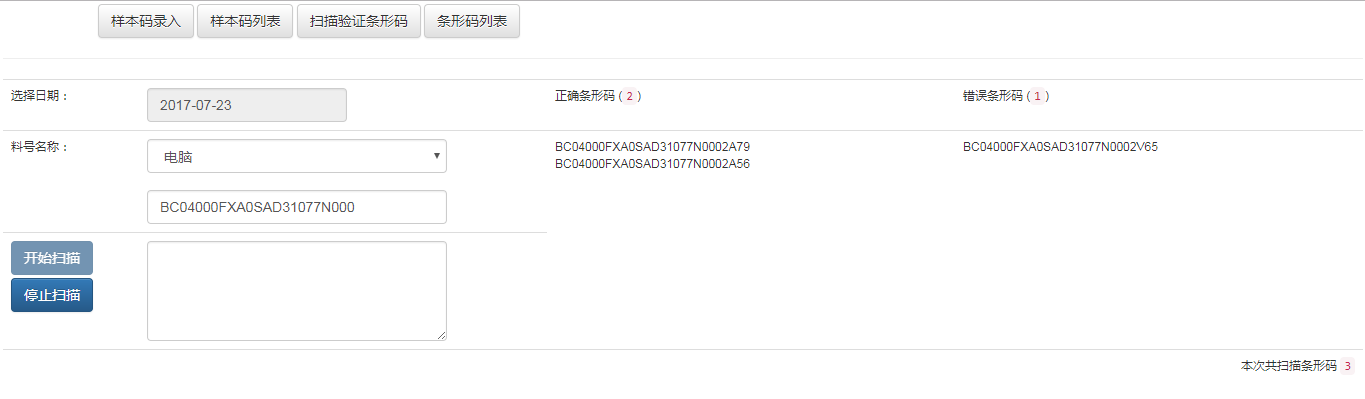 样本码录入 样本码列表 扫描验证条形码 条形码列表
选择日期： 2017-07-23 正确条形码 ( 2 ) 错误条形码 ( 1 )
料号名称： 电脑 BC04000FXA0SAD31077N0002A79 BC04000FXA0SAD31077N0002V65
BC04000FXA0SAD31077N0002A56
BC04000FXA0SAD31077N000
开始扫描
停止扫描
本次共扫描条形码 3